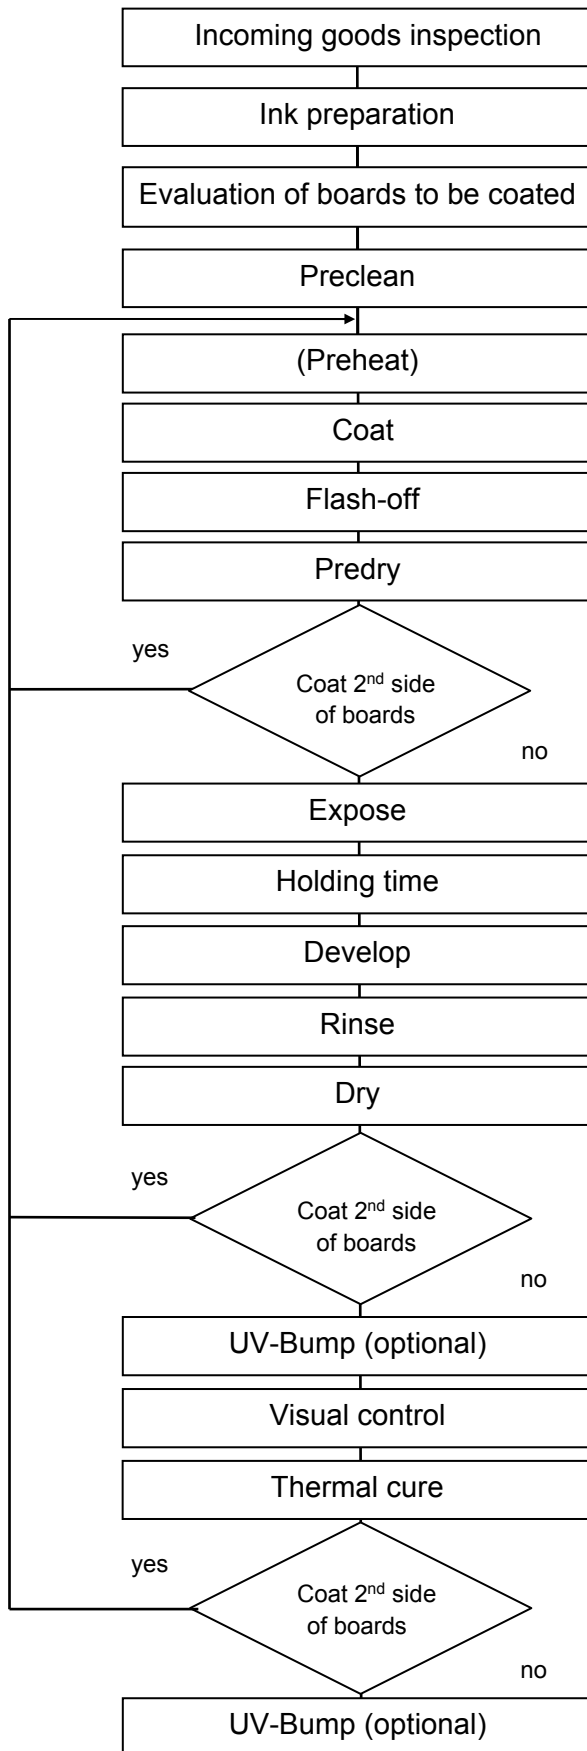 Incoming goods inspection
Ink preparation
Evaluation of boards to be coated
Preclean
(Preheat)
Coat
Flash-off
Predry
yes
Coat 2nd side
of boards
no
Expose
Holding time
Develop
Rinse
Dry
yes
Coat 2nd side
of boards
no
UV-Bump (optional)
Visual control
Thermal cure
yes
Coat 2nd side
of boards
no
UV-Bump (optional)